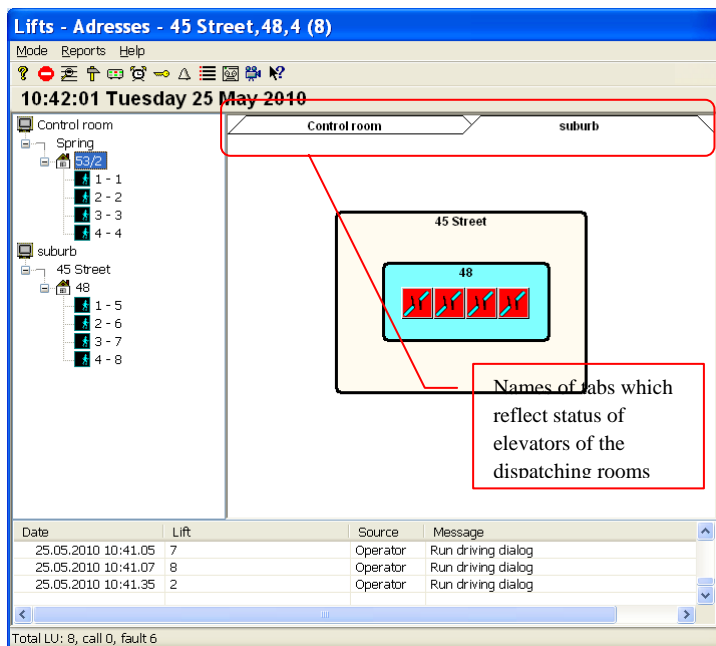 Lifts - Adresses - 45 Street,48,4 (8)
Mode Reports Help
10:42:01 Tuesday 25 May 2010
Control room
Spring
53/2
1 - 1
2 - 2
3 - 3
4 - 4
suburb
45 Street
48
1 - 5
2 - 6
3 - 7
4 - 8
Control room suburb
45 Street
48
Names of tabs which
reflect status of
elevators of the
dispatching rooms
Date Lift Source Message
25.05.2010 10:41.05 7 Operator Run driving dialog
25.05.2010 10:41.07 8 Operator Run driving dialog
25.05.2010 10:41.35 2 Operator Run driving dialog
Total LU: 8, call 0, fault 6